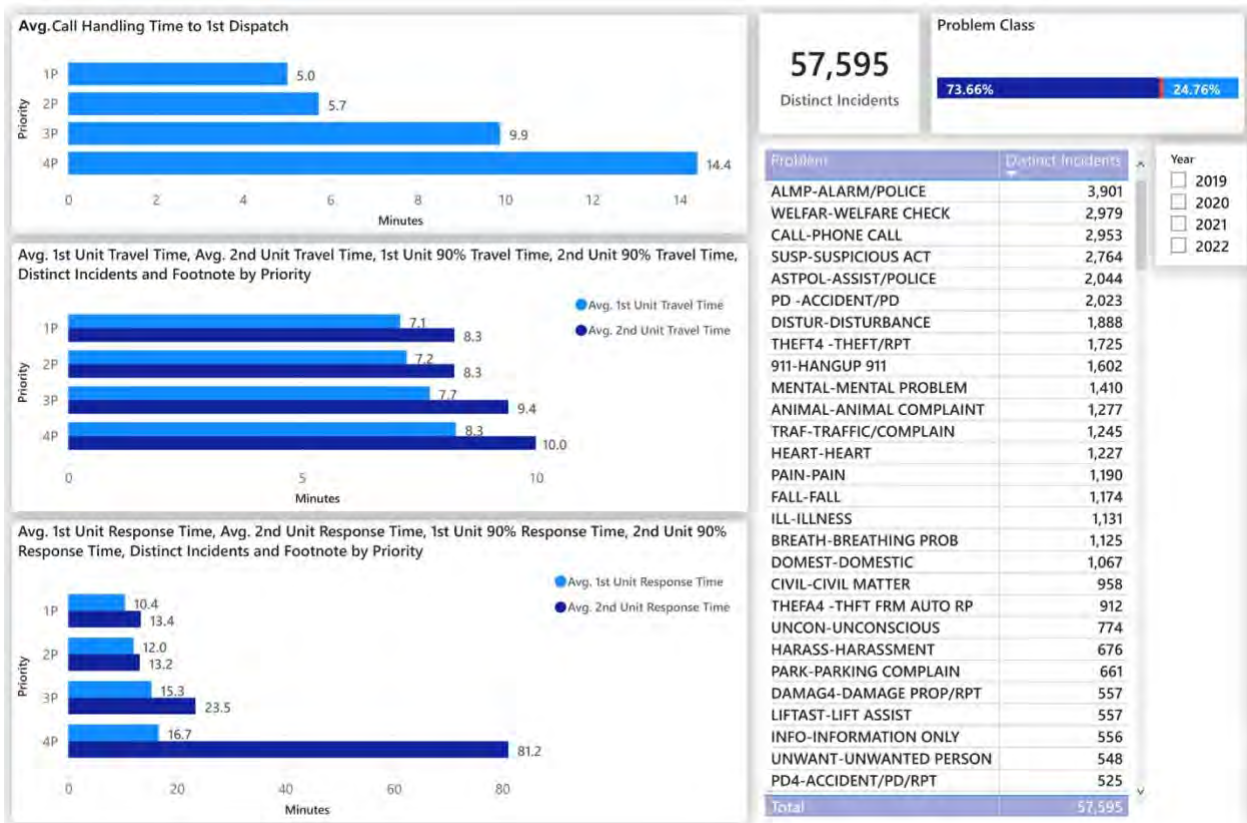 Avg.Call Handling Time to 1st Dispatch
Priority
1P 5.0
2P 5.7
3P 9.9
4P 14.4
0 2 4 6 8 10 12 14
Minutes
Avg. 1st Unit Travel Time, Avg. 2nd Unit Travel Time, 1st Unit 90% Travel Time, 2nd Unit 90% Travel Time,
Distinct Incidents and Footnote by Priority
Avg. 1st Unit Travel Time
Avg. 2nd Unit Travel Time
Priority
1P 7.1
8.3
2P 7.2
8.3
3P 7.7
9.4
4P 8.3
10.0
0 5 10
Minutes
Avg. 1st Unit Response Time, Avg. 2nd Unit Response Time, 1st Unit 90% Response Time, 2nd Unit 90%
Response Time, Distinct Incidents and Footnote by Priority
Avg. 1st Unit Response Time
Avg. 2nd Unit Response Time
Priority
1P 10.4
13.4
2P 12.0
13.2
3P 15.3
23.5
4P 16.7
81.2
0 20 40 60 80
Minutes
57,595
Distinct Incidents
Problem Class
73.66% 24.76%
Problem Distinct Incidents
ALMP-ALARM/POLICE 3,901
WELFAR-WELFARE CHECK 2,979
CALL-PHONE CALL 2,953
SUSP-SUSPICIOUS ACT 2,764
ASTPOL-ASSIST/POLICE 2,044
PD -ACCIDENT/PD 2,023
DISTUR-DISTURBANCE 1,888
THEFT4 -THEFT/RPT 1,725
911-HANGUP 911 1,602
MENTAL-MENTAL PROBLEM 1,410
ANIMAL-ANIMAL COMPLAINT 1,277
TRAF-TRAFFIC/COMPLAIN 1,245
HEART-HEART 1,227
PAIN-PAIN 1,190
FALL-FALL 1,174
ILL-ILLNESS 1,131
BREATH-BREATHING PROB 1,125
DOMEST-DOMESTIC 1,067
CIVIL-CIVIL MATTER 958
THEFA4 -THFT FRM AUTO RP 912
UNCON-UNCONSCIOUS 774
HARASS-HARASSMENT 676
PARK-PARKING COMPLAIN 661
DAMAG4-DAMAGE PROP/RPT 557
LIFTAST-LIFT ASSIST 557
INFO-INFORMATION ONLY 556
UNWANT-UNWANTED PERSON 548
PD4-ACCIDENT/PD/RPT 525
Total 57,595
Year
2019
2020
2021
2022